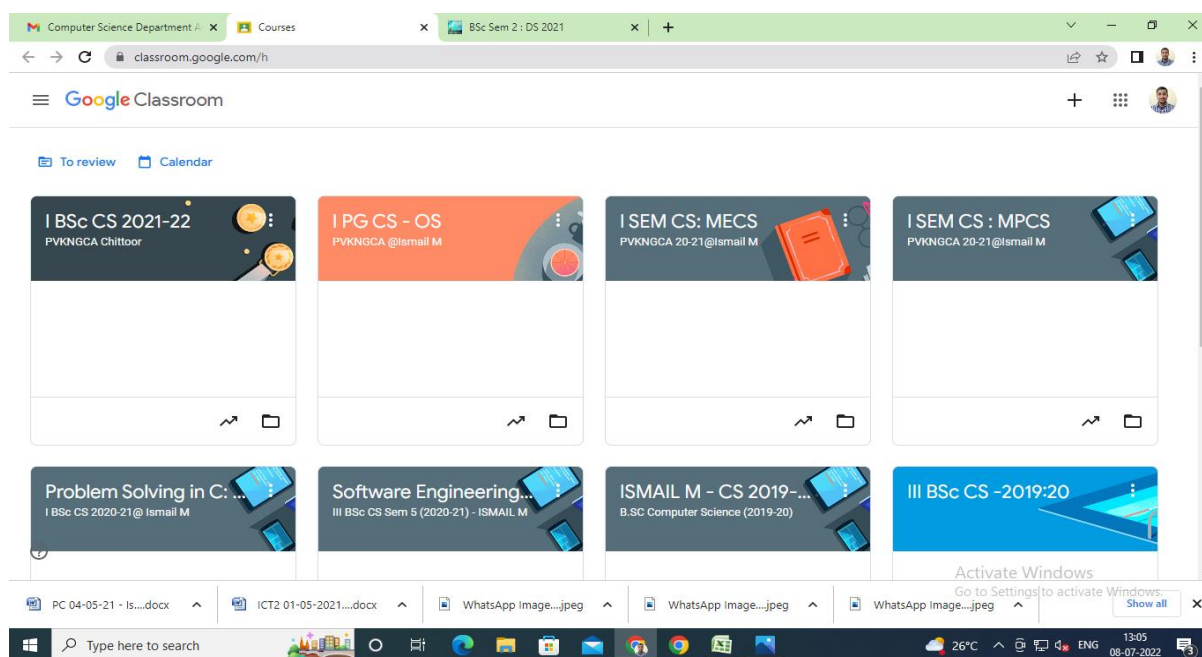 Computer Science Department A
Courses
BSc Sem 2 : DS 2021
classroom.google.com/h
Google Classroom
To review
Calendar
I BSc CS 2021-22
PVKNGCA Chittoor
I PG CS - OS
PVKNGCA @Ismail M
I SEM CS: MECS
PVKNGCA 20-21@Ismail M
I SEM CS : MPCS
PVKNGCA 20-21@Ismail M
Problem Solving in C: ...
I BSc CS 2020-21@ Ismail M
Software Engineering...
III BSc CS Sem 5 (2020-21) - ISMAIL M
ISMAIL M - CS 2019-...
B.SC Computer Science (2019-20)
III BSc CS -2019:20
Activate Windows
Go to Settings to activate Windows.
PC 04-05-21 - Is....docx
ICT2 01-05-2021....docx
WhatsApp Image....jpeg
WhatsApp Image....jpeg
WhatsApp Image....jpeg
Show all
Type here to search
26°C
ENG
13:05
08-07-2022
3